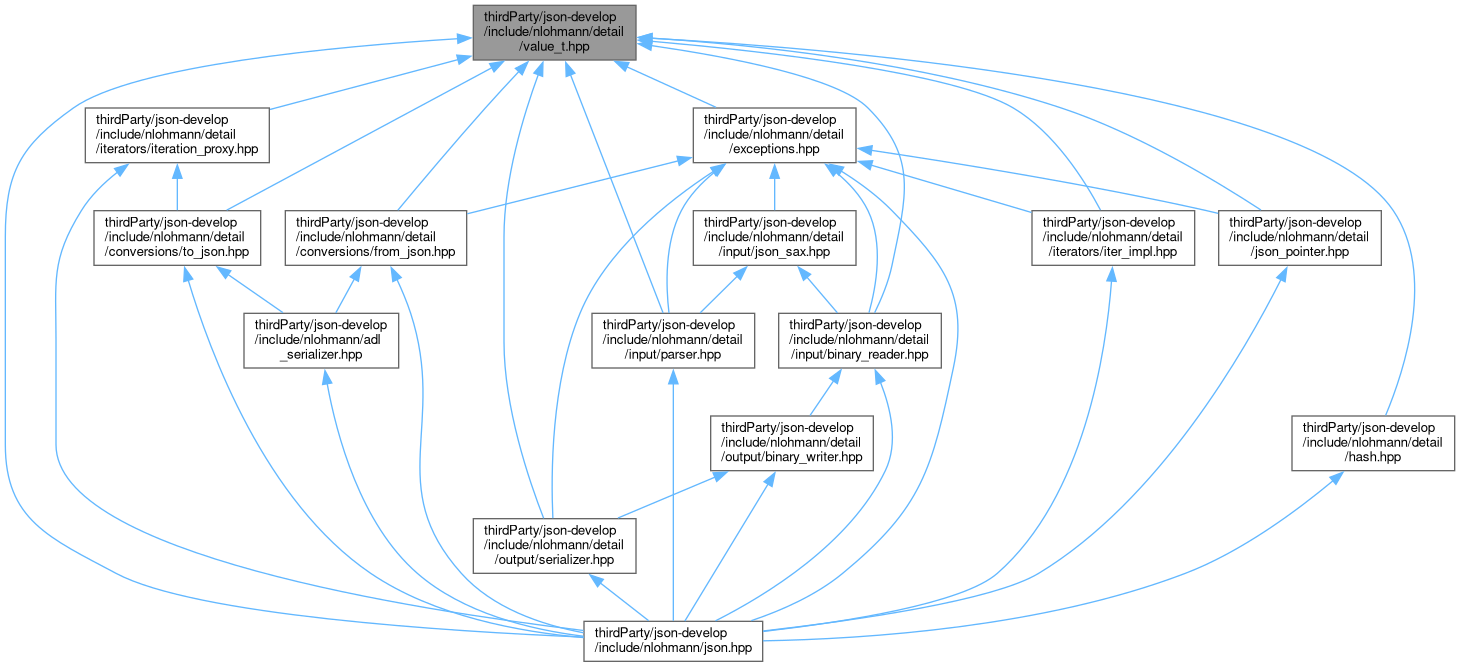 thirdParty/json-develop
/include/nlohmann/detail
/value_t.hpp
thirdParty/json-develop
/include/nlohmann/detail
/iterators/iteration_proxy.hpp
thirdParty/json-develop
/include/nlohmann/detail
/exceptions.hpp
thirdParty/json-develop
/include/nlohmann/detail
/conversions/to_json.hpp
thirdParty/json-develop
/include/nlohmann/detail
/conversions/from_json.hpp
thirdParty/json-develop
/include/nlohmann/detail
/input/json_sax.hpp
thirdParty/json-develop
/include/nlohmann/detail
/iterators/iter_impl.hpp
thirdParty/json-develop
/include/nlohmann/detail
/json_pointer.hpp
thirdParty/json-develop
/include/nlohmann/adl
_serializer.hpp
thirdParty/json-develop
/include/nlohmann/detail
/input/parser.hpp
thirdParty/json-develop
/include/nlohmann/detail
/input/binary_reader.hpp
thirdParty/json-develop
/include/nlohmann/detail
/output/binary_writer.hpp
thirdParty/json-develop
/include/nlohmann/detail
/hash.hpp
thirdParty/json-develop
/include/nlohmann/detail
/output/serializer.hpp
thirdParty/json-develop
/include/nlohmann/json.hpp